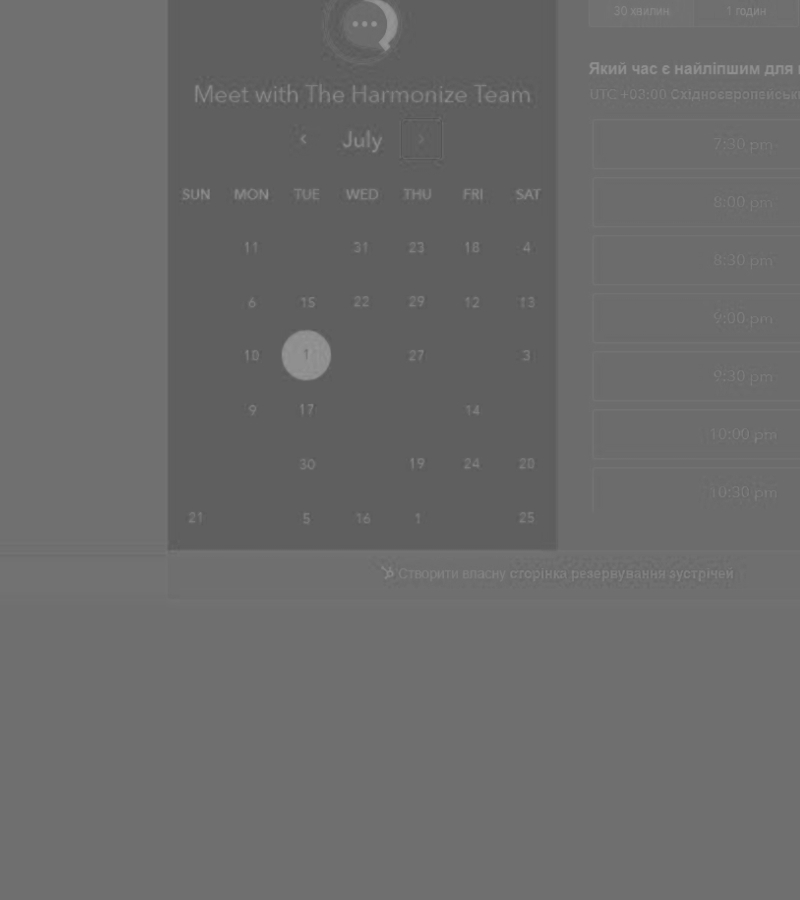 Meet with The Harmonize Team
‹ July ›
SUN MON TUE WED THU FRI SAT
11 31 23 18 4
6 15 22 29 12 13
10 1 27 3
9 17 14
30 19 24 20
21 5 16 1 25
30 хвилин 1 годин
Який час є найліпшим для
UTC +03:00 Східноєвропейськ
7:30 pm
8:00 pm
8:30 pm
9:00 pm
9:30 pm
10:00 pm
10:30 pm
Створити власну сторінка резервування зустрічей